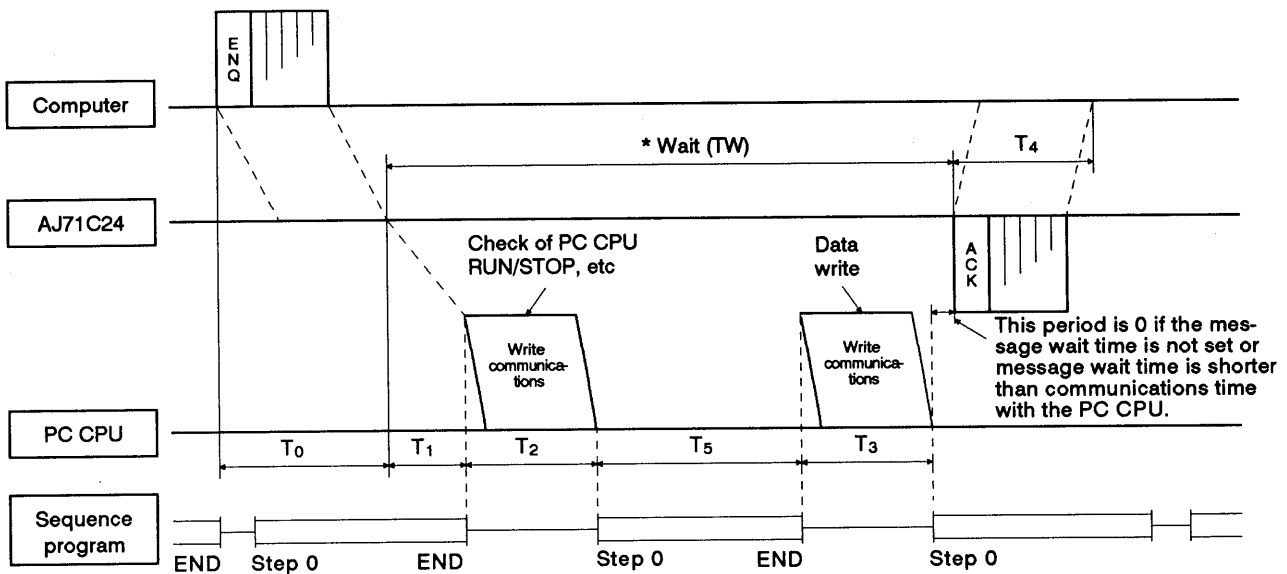 E
N
Q
Computer
* Wait (TW)
T4
AJ71C24
Check of PC CPU
RUN/STOP, etc
Data
write
A
C
K
Write
communica-
tions
Write
communica-
tions
This period is 0 if the mes-
sage wait time is not set or
message wait time is shorter
than communications time
with the PC CPU.
PC CPU
T0
T1
T2
T5
T3
Sequence
program
END
Step 0
END
Step 0
END
Step 0